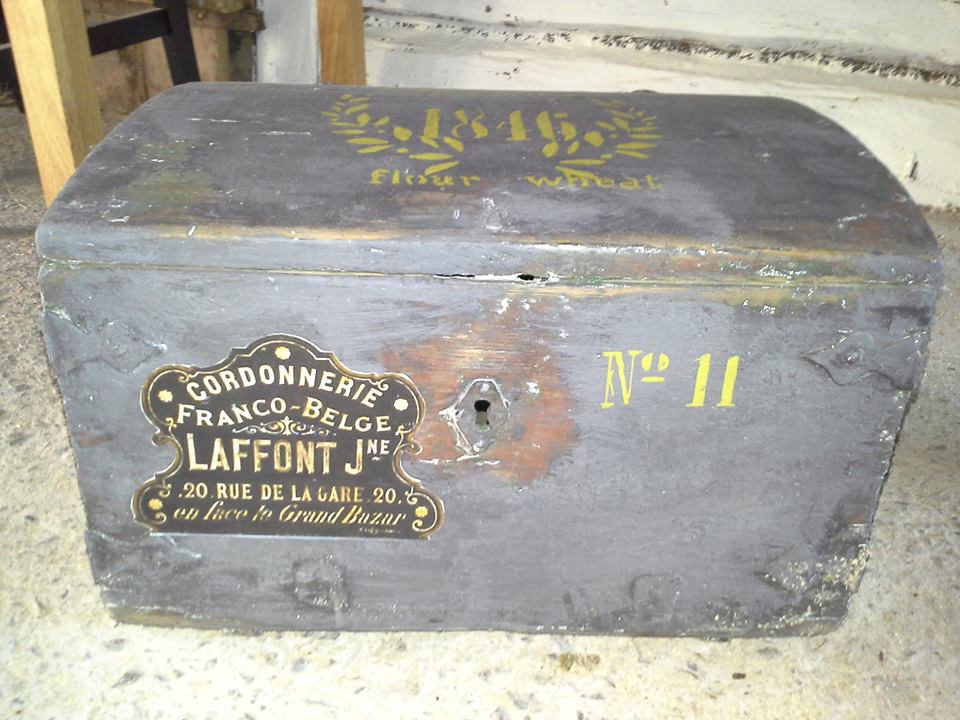 1846
flour wheat
Nº 11
CORDONNERIE
FRANCO-BELGE
LAFFONT JNE
.20. RUE DE LA GARE .20.
en face le Grand Bazar